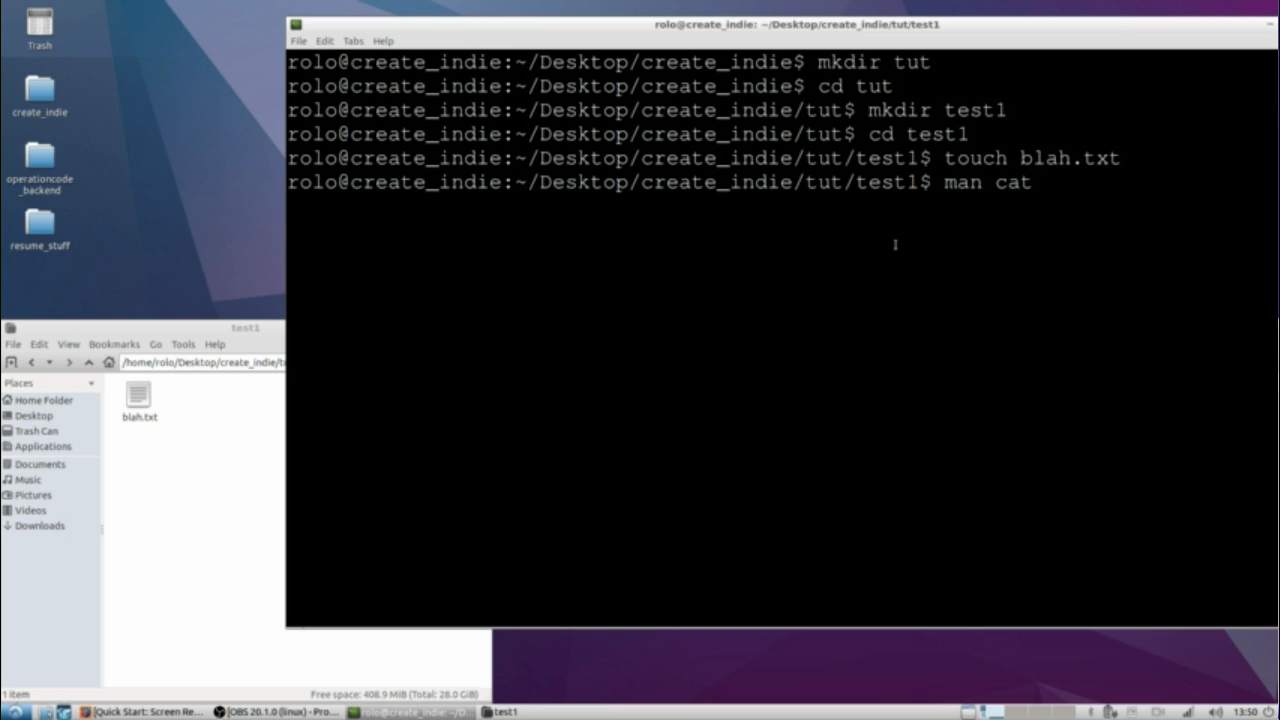 Trash
create_indie
operationcode
_backend
resume_stuff
rolo@create_indie: ~/Desktop/create_indie/tut/test1
File Edit Tabs Help
rolo@create_indie:~/Desktop/create_indie$ mkdir tut
rolo@create_indie:~/Desktop/create_indie$ cd tut
rolo@create_indie:~/Desktop/create_indie/tut$ mkdir test1
rolo@create_indie:~/Desktop/create_indie/tut$ cd test1
rolo@create_indie:~/Desktop/create_indie/tut/test1$ touch blah.txt
rolo@create_indie:~/Desktop/create_indie/tut/test1$ man cat
test1
File Edit View Bookmarks Go Tools Help
/home/rolo/Desktop/create_indie/t
Places
Home Folder
Desktop
Trash Can
Applications
Documents
Music
Pictures
Videos
Downloads
blah.txt
1 item
Free space: 408.9 MiB (Total: 28.0 GiB)
[Quick Start: Screen Re...
[OBS 20.1.0 (linux) - Pro...
rolo@create_indie: ~/D...
test1
13:50